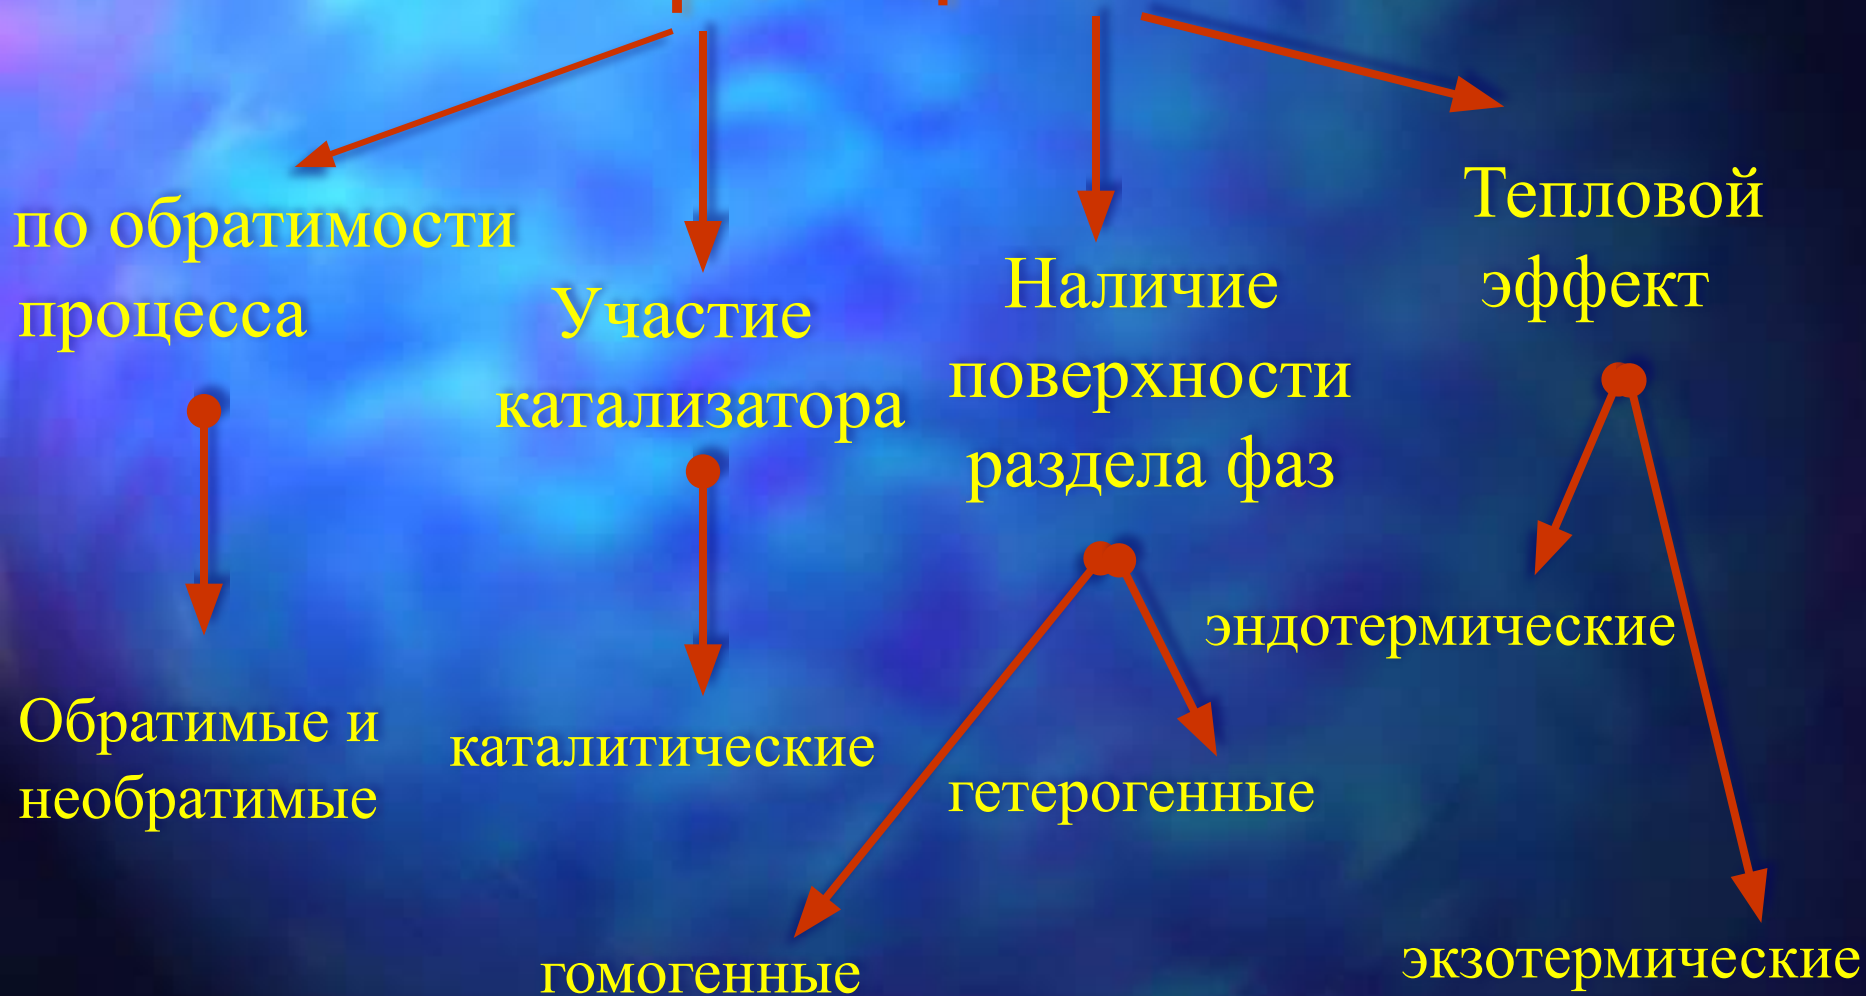 по обратимости
процесса
Участие
катализатора
Наличие
поверхности
раздела фаз
Тепловой
эффект
Обратимые и
необратимые
каталитические
гетерогенные
гомогенные
эндотермические
экзотермические